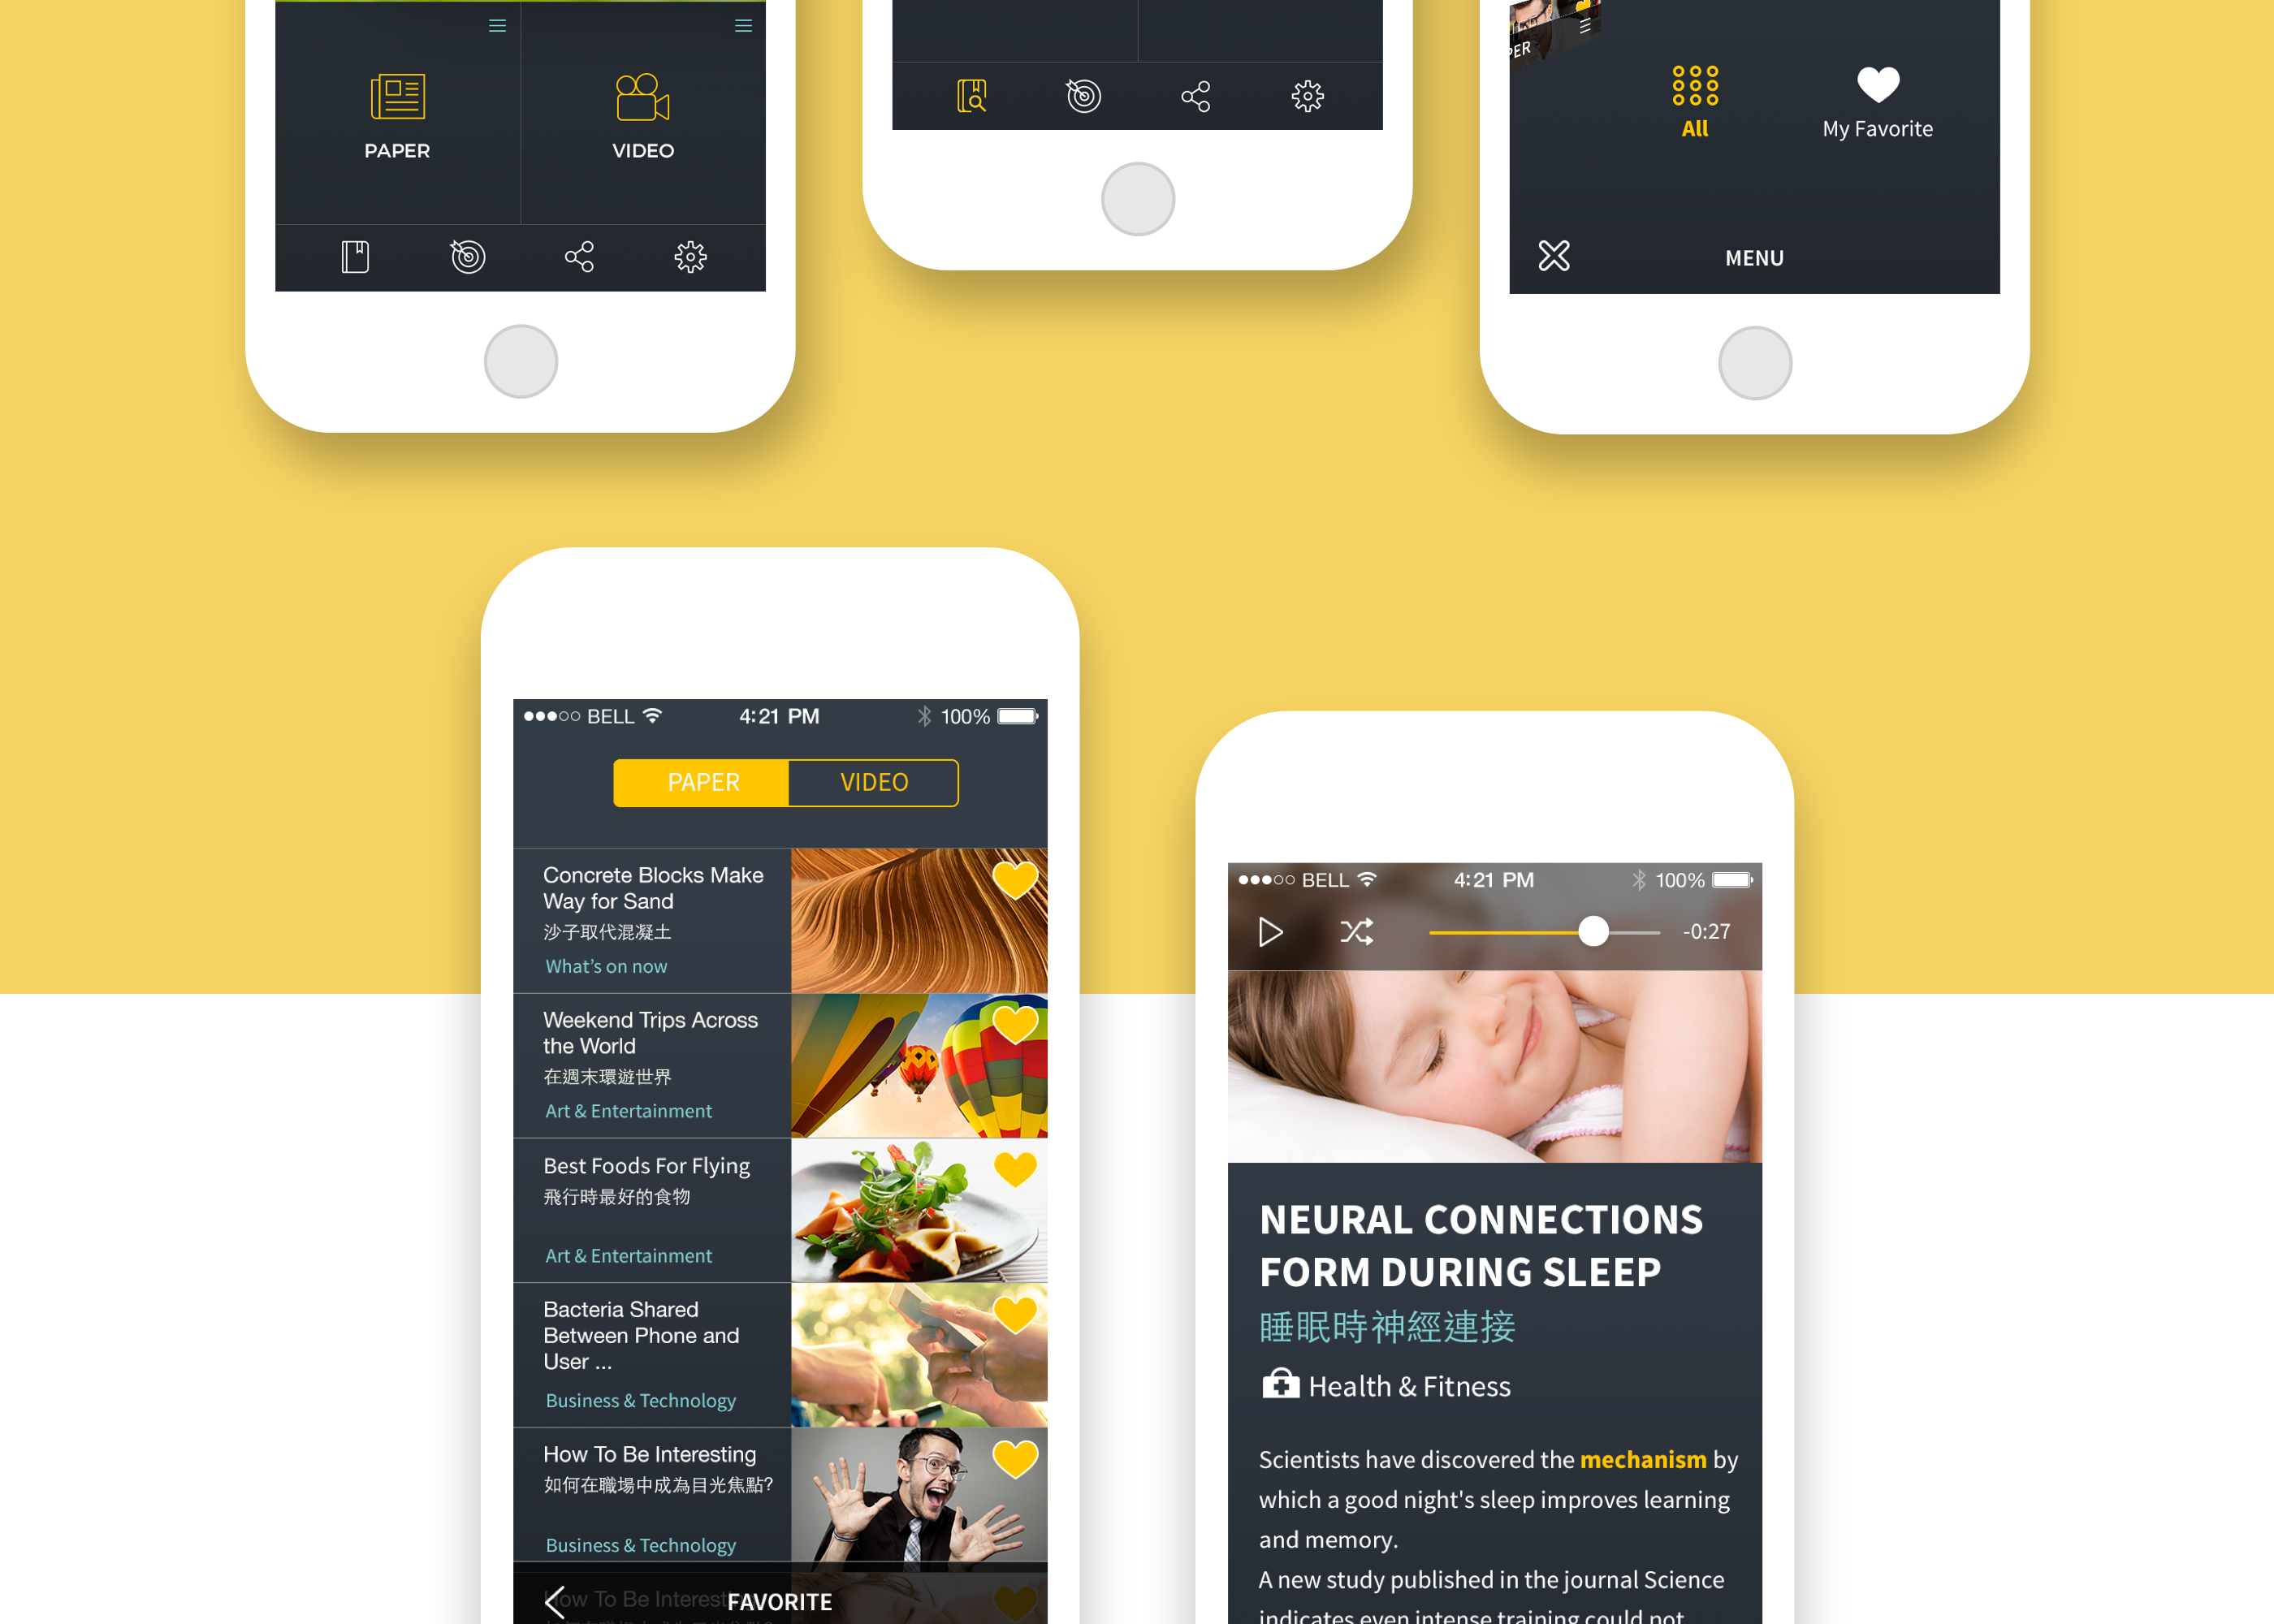 PAPER
VIDEO
PER
All
My Favorite
MENU
BELL 4:21 PM 100%
PAPER VIDEO
Concrete Blocks Make
Way for Sand
沙子取代混凝土
What’s on now
Weekend Trips Across
the World
在週末環遊世界
Art & Entertainment
Best Foods For Flying
飛行時最好的食物
Art & Entertainment
Bacteria Shared
Between Phone and
User ...
Business & Technology
How To Be Interesting
如何在職場中成為目光焦點?
Business & Technology
How To Be Interest
FAVORITE
BELL 4:21 PM 100%
-0:27
NEURAL CONNECTIONS
FORM DURING SLEEP
睡眠時神經連接
Health & Fitness
Scientists have discovered the mechanism by
which a good night's sleep improves learning
and memory.
A new study published in the journal Science
indicates even intense training could not